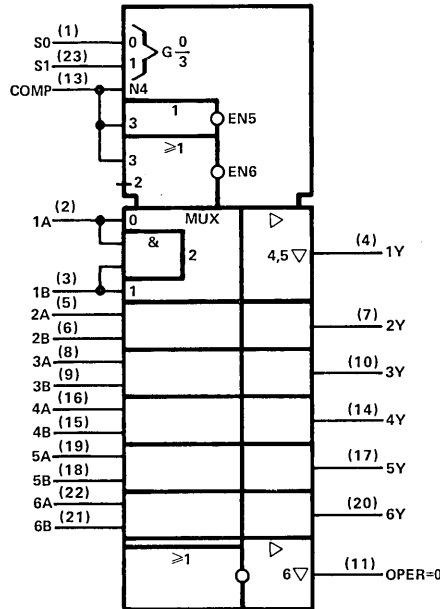 S0 (1) 0
S1 (23) 1
G 0/3
COMP (13) N4
3 1 EN5
≥1
3 EN6
2
1A (2) 0 MUX ▷
& 2 4,5 ▽ (4) 1Y
1B (3) 1
2A (5)
(7) 2Y
2B (6)
3A (8)
(10) 3Y
3B (9)
4A (16)
(14) 4Y
4B (15)
5A (19)
(17) 5Y
5B (18)
6A (22)
(20) 6Y
6B (21)
≥1 ▷
6 ▽ (11) OPER=0